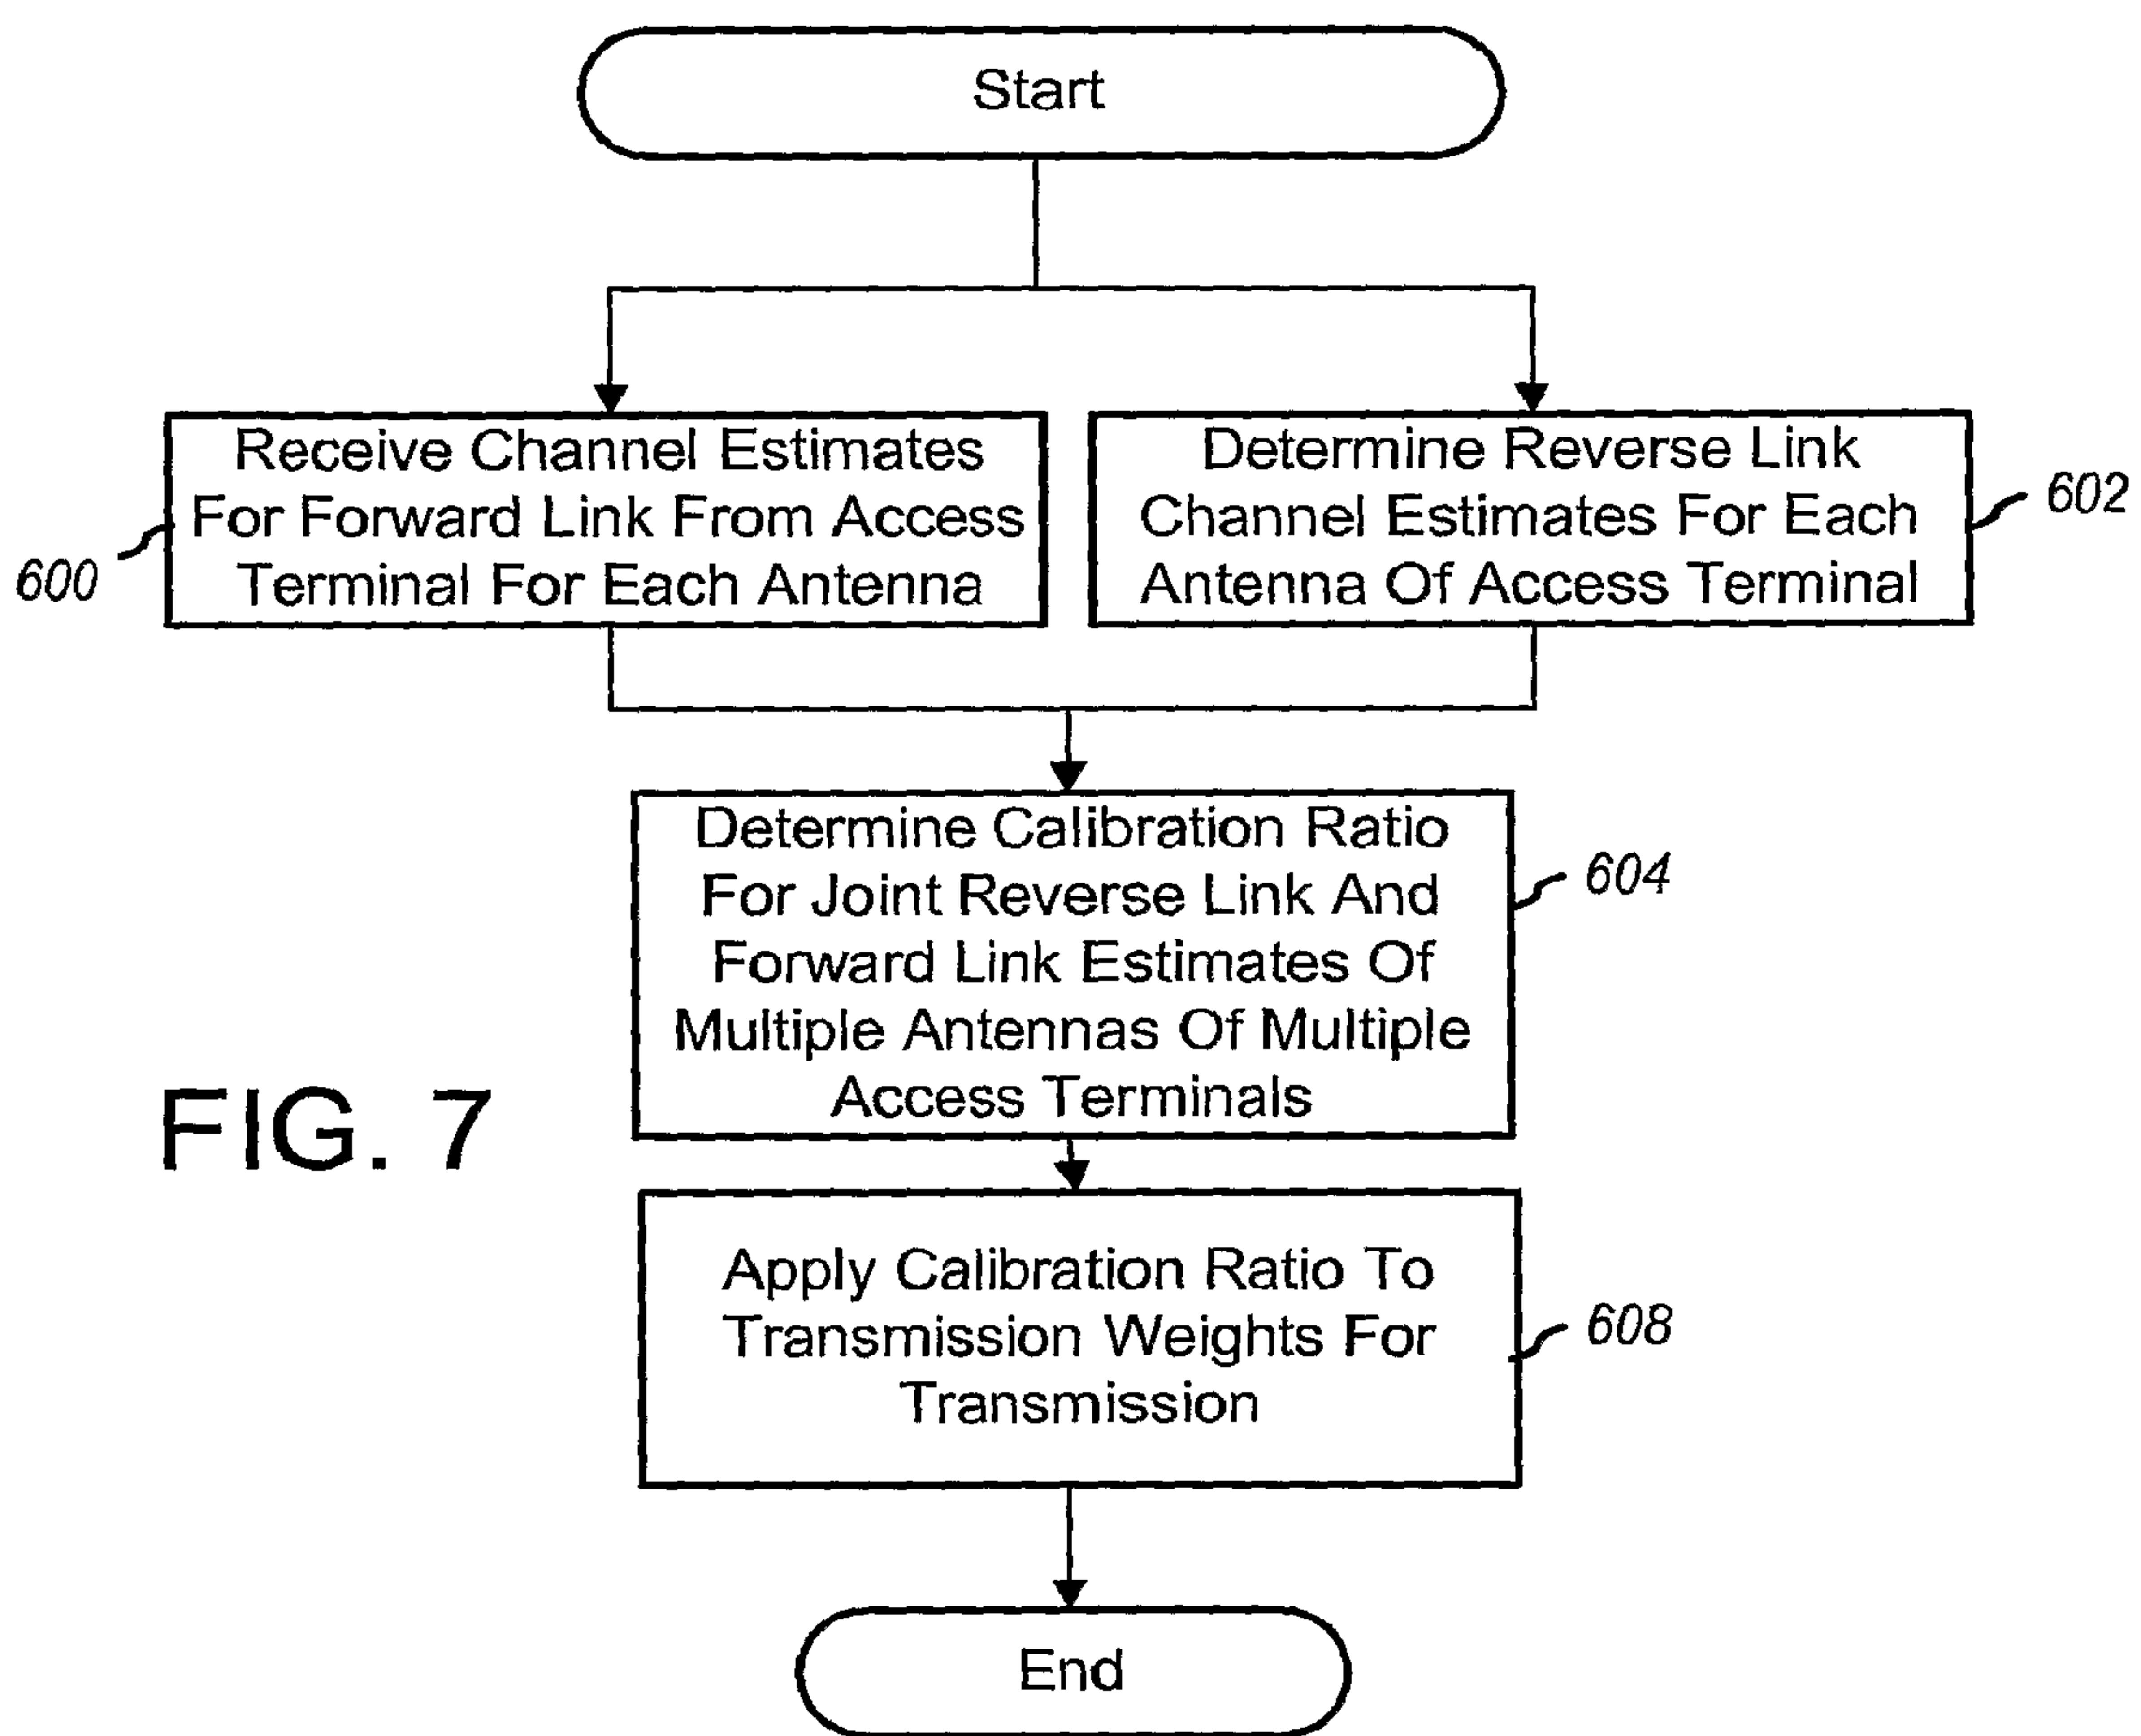 Start
Receive Channel Estimates
For Forward Link From Access
Terminal For Each Antenna
600
Determine Reverse Link
Channel Estimates For Each
Antenna Of Access Terminal
602
Determine Calibration Ratio
For Joint Reverse Link And
Forward Link Estimates Of
Multiple Antennas Of Multiple
Access Terminals
604
FIG. 7
Apply Calibration Ratio To
Transmission Weights For
Transmission
608
End